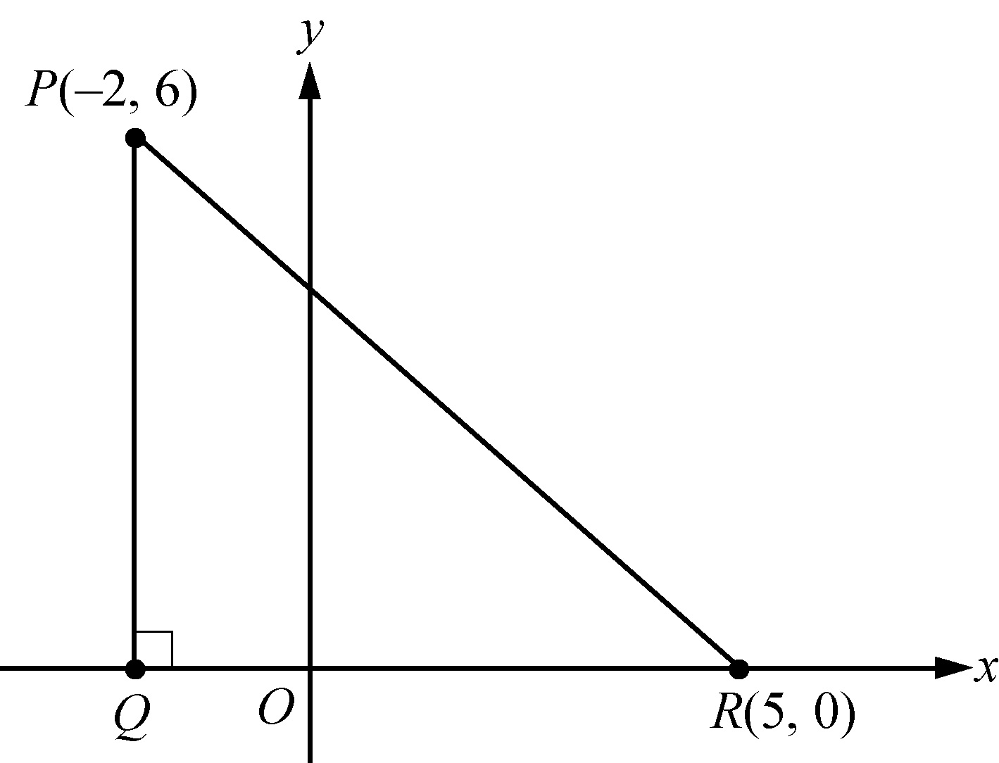 y
P(–2, 6)
x
Q
O
R(5, 0)